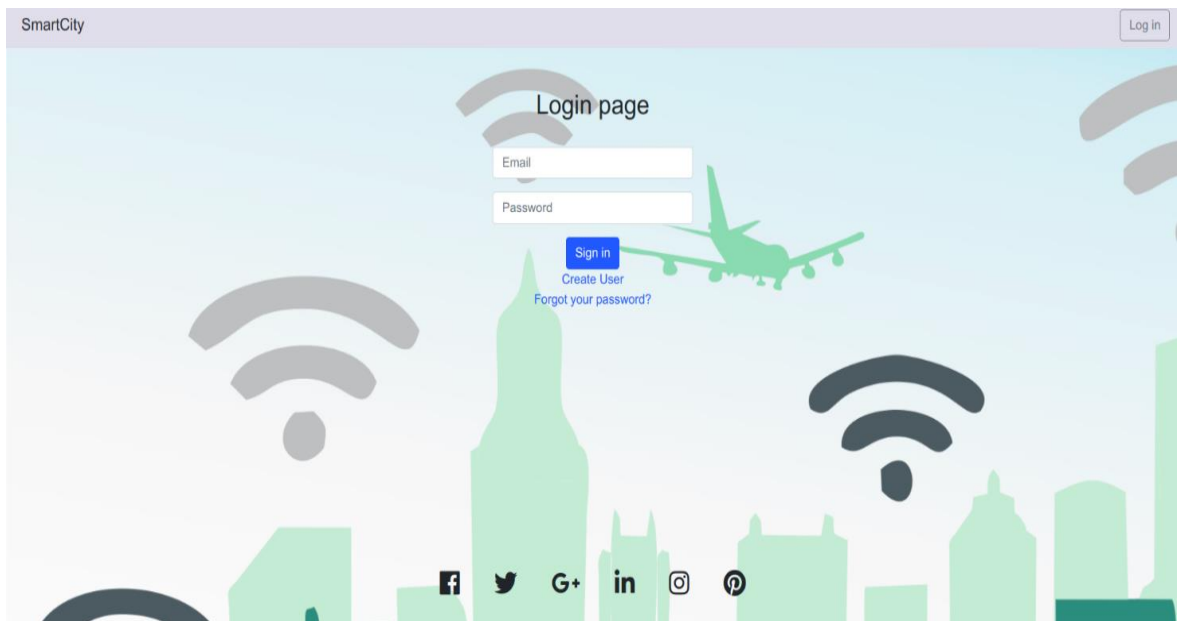 SmartCity
Log in
Login page
Email
Password
Sign in
Create User
Forgot your password?